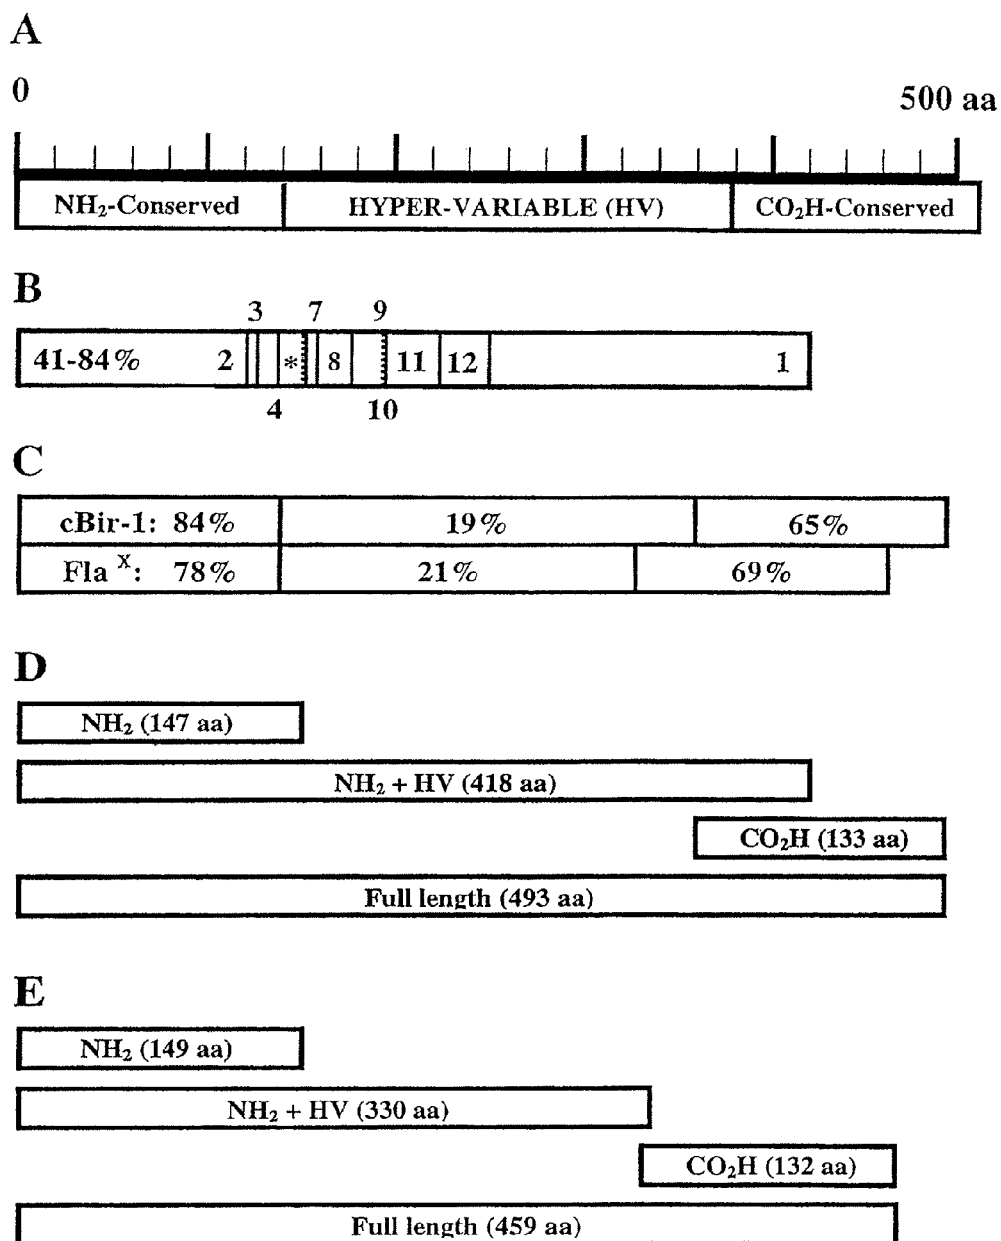 A
0 500 aa
NH₂-Conserved HYPER-VARIABLE (HV) CO₂H-Conserved
B
3 7 9
41-84% 2 * 8 11 12 1
4 10
C
cBir-1: 84% 19% 65%
Fla ˣ: 78% 21% 69%
D
NH₂ (147 aa)
NH₂ + HV (418 aa)
CO₂H (133 aa)
Full length (493 aa)
E
NH₂ (149 aa)
NH₂ + HV (330 aa)
CO₂H (132 aa)
Full length (459 aa)